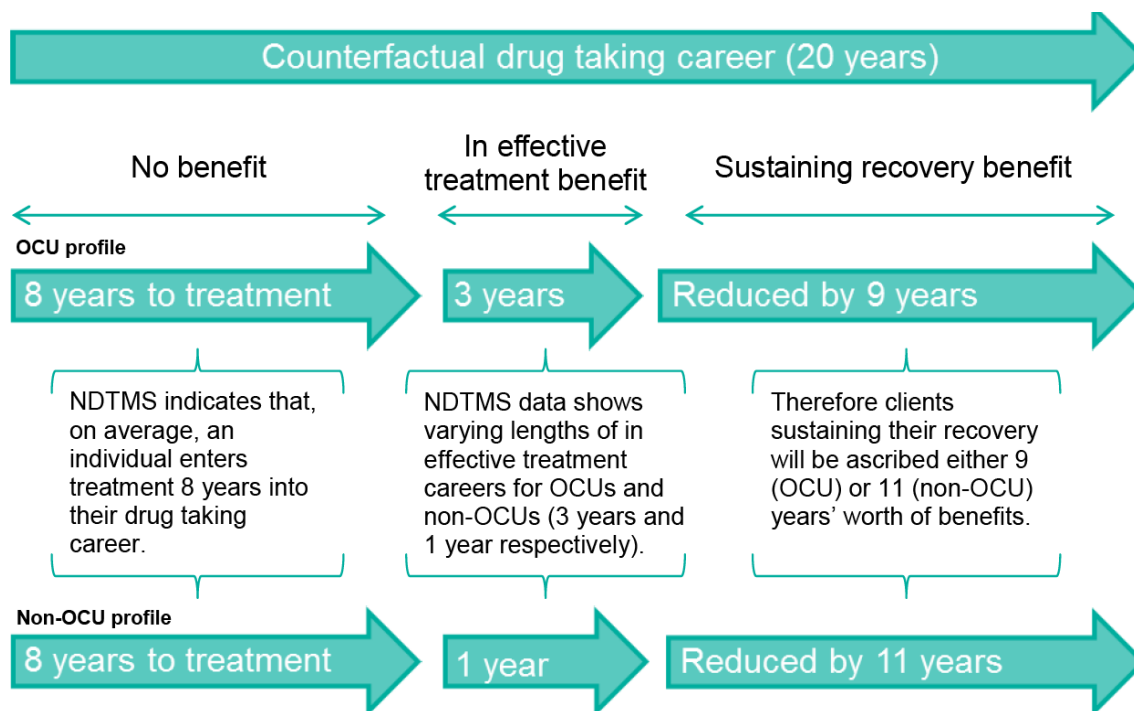 Counterfactual drug taking career (20 years)
No benefit
In effective
treatment benefit
Sustaining recovery benefit
OCU profile
8 years to treatment
3 years
Reduced by 9 years
NDTMS indicates that,
on average, an
individual enters
treatment 8 years into
their drug taking
career.
NDTMS data shows
varying lengths of in
effective treatment
careers for OCUs and
non-OCUs (3 years and
1 year respectively).
Therefore clients
sustaining their recovery
will be ascribed either 9
(OCU) or 11 (non-OCU)
years’ worth of benefits.
Non-OCU profile
8 years to treatment
1 year
Reduced by 11 years